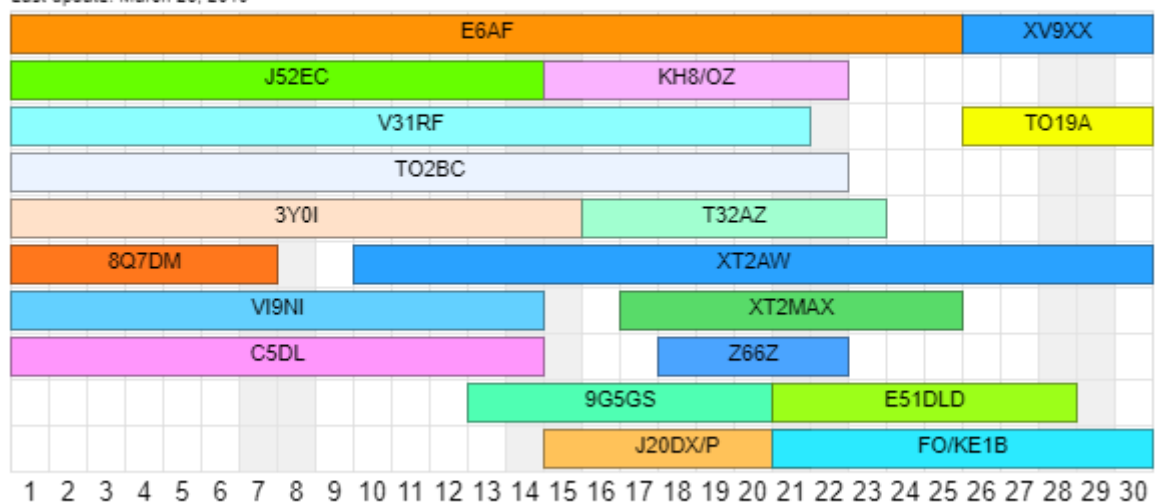 E6AF XV9XX
J52EC KH8/OZ
V31RF TO19A
TO2BC
3Y0I T32AZ
8Q7DM XT2AW
VI9NI XT2MAX
C5DL Z66Z
9G5GS E51DLD
J20DX/P FO/KE1B
1 2 3 4 5 6 7 8 9 10 11 12 13 14 15 16 17 18 19 20 21 22 23 24 25 26 27 28 29 30